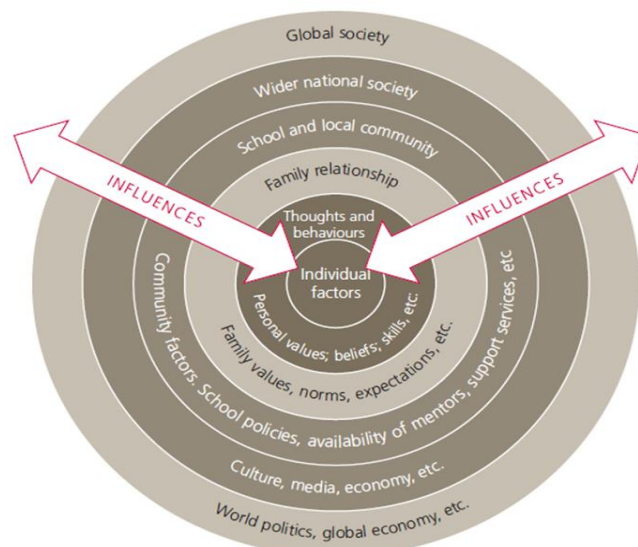 Global society
Wider national society
School and local community
Family relationship
INFLUENCES
INFLUENCES
Thoughts and
behaviours
Individual
factors
Personal values; beliefs; skills, etc.
Family values, norms, expectations, etc.
Community factors. School policies, availability of mentors, support services, etc
Culture, media, economy, etc.
World politics, global economy, etc.